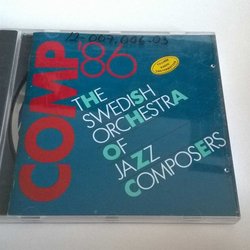 COMP '86
THE
SWEDISH
ORCHESTRA
OF
JAZZ
COMPOSERS